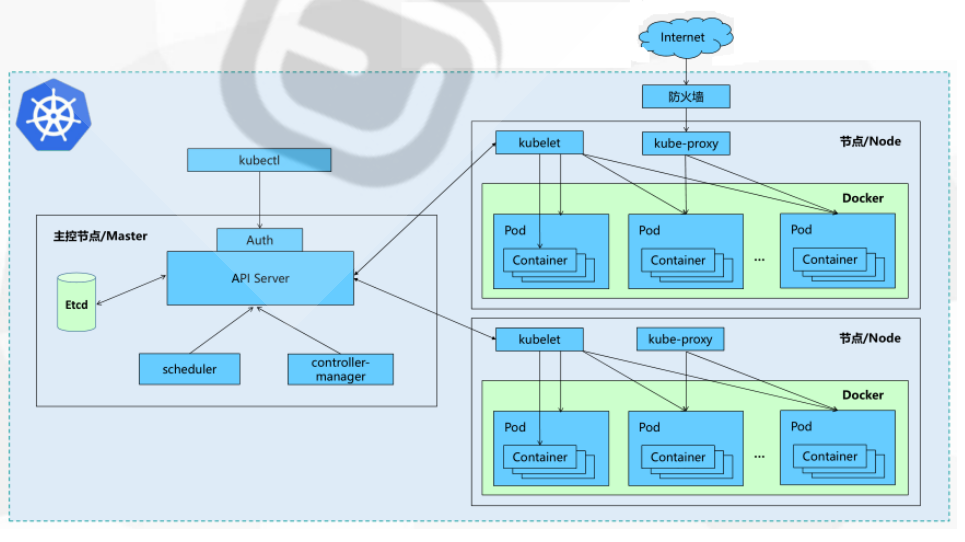 Internet
防火墙
kubectl
主控节点/Master
Auth
API Server
Etcd
scheduler
controller-
manager
kubelet
kube-proxy
节点/Node
Docker
Pod
Container
Pod
Container
...
Pod
Container
kubelet
kube-proxy
节点/Node
Docker
Pod
Container
Pod
Container
...
Pod
Container